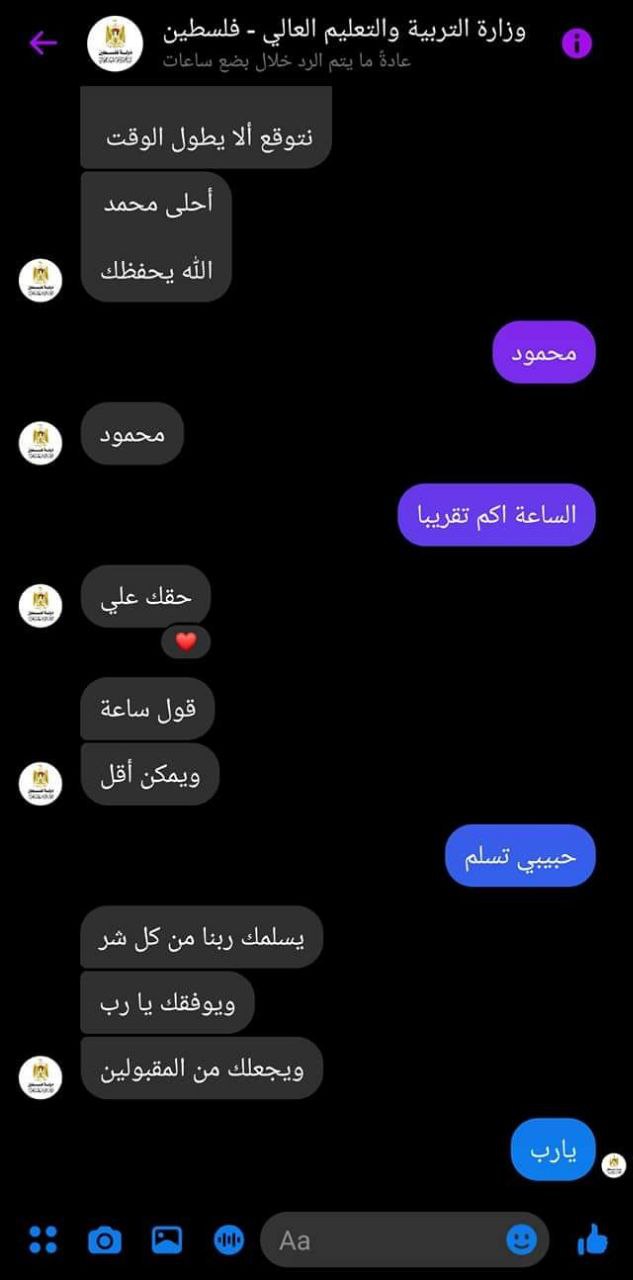 وزارة التربية والتعليم العالي - فلسطين
عادةً ما يتم الرد خلال بضع ساعات
نتوقع ألا يطول الوقت
أحلى محمد
الله يحفظك
محمود
محمود
الساعة اكم تقريبا
حقك علي
قول ساعة
ويمكن أقل
حبيبي تسلم
يسلمك ربنا من كل شر
ويوفقك يا رب
ويجعلك من المقبولين
يارب
Aa